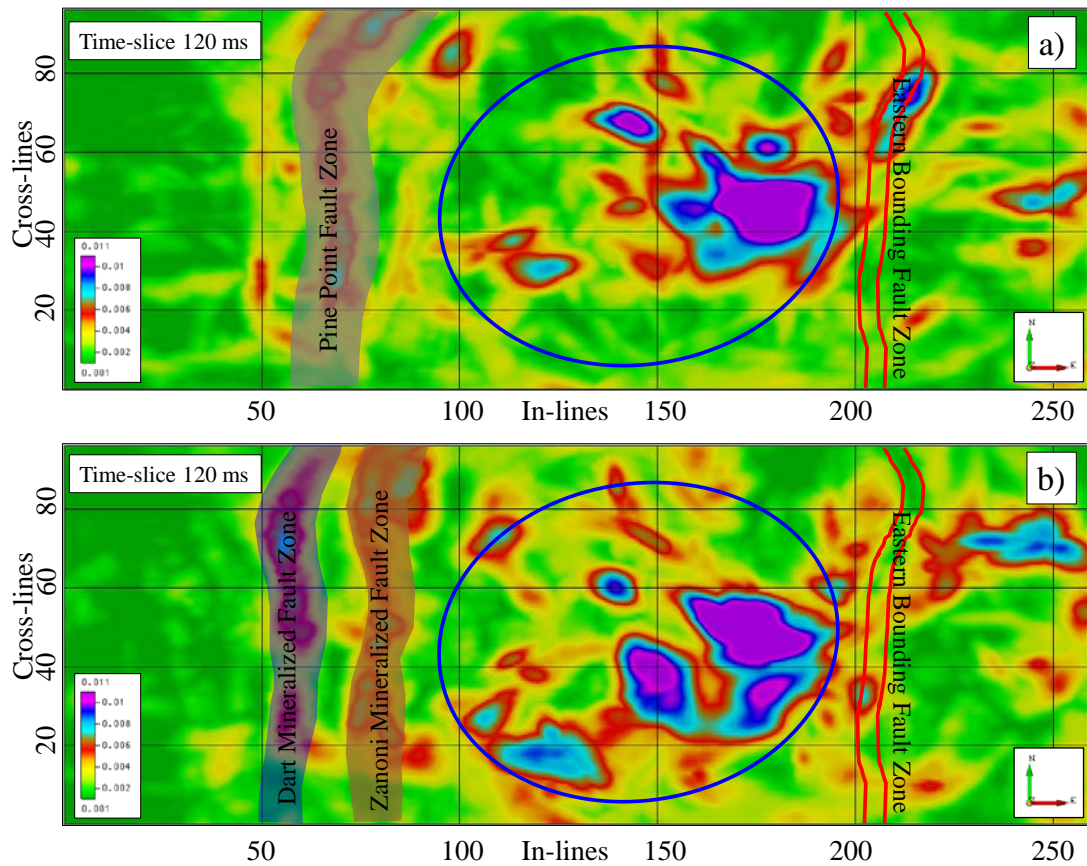 Time-slice 120 ms
a)
Cross-lines
80
60
40
20
Pine Point Fault Zone
Eastern Bounding Fault Zone
0.011
0.01
0.008
0.006
0.004
0.002
0.001
N
E
50
100
In-lines
150
200
250
Time-slice 120 ms
b)
Cross-lines
80
60
40
20
Dart Mineralized Fault Zone
Zanoni Mineralized Fault Zone
Eastern Bounding Fault Zone
0.011
0.01
0.008
0.006
0.004
0.002
0.001
N
E
50
100
In-lines
150
200
250